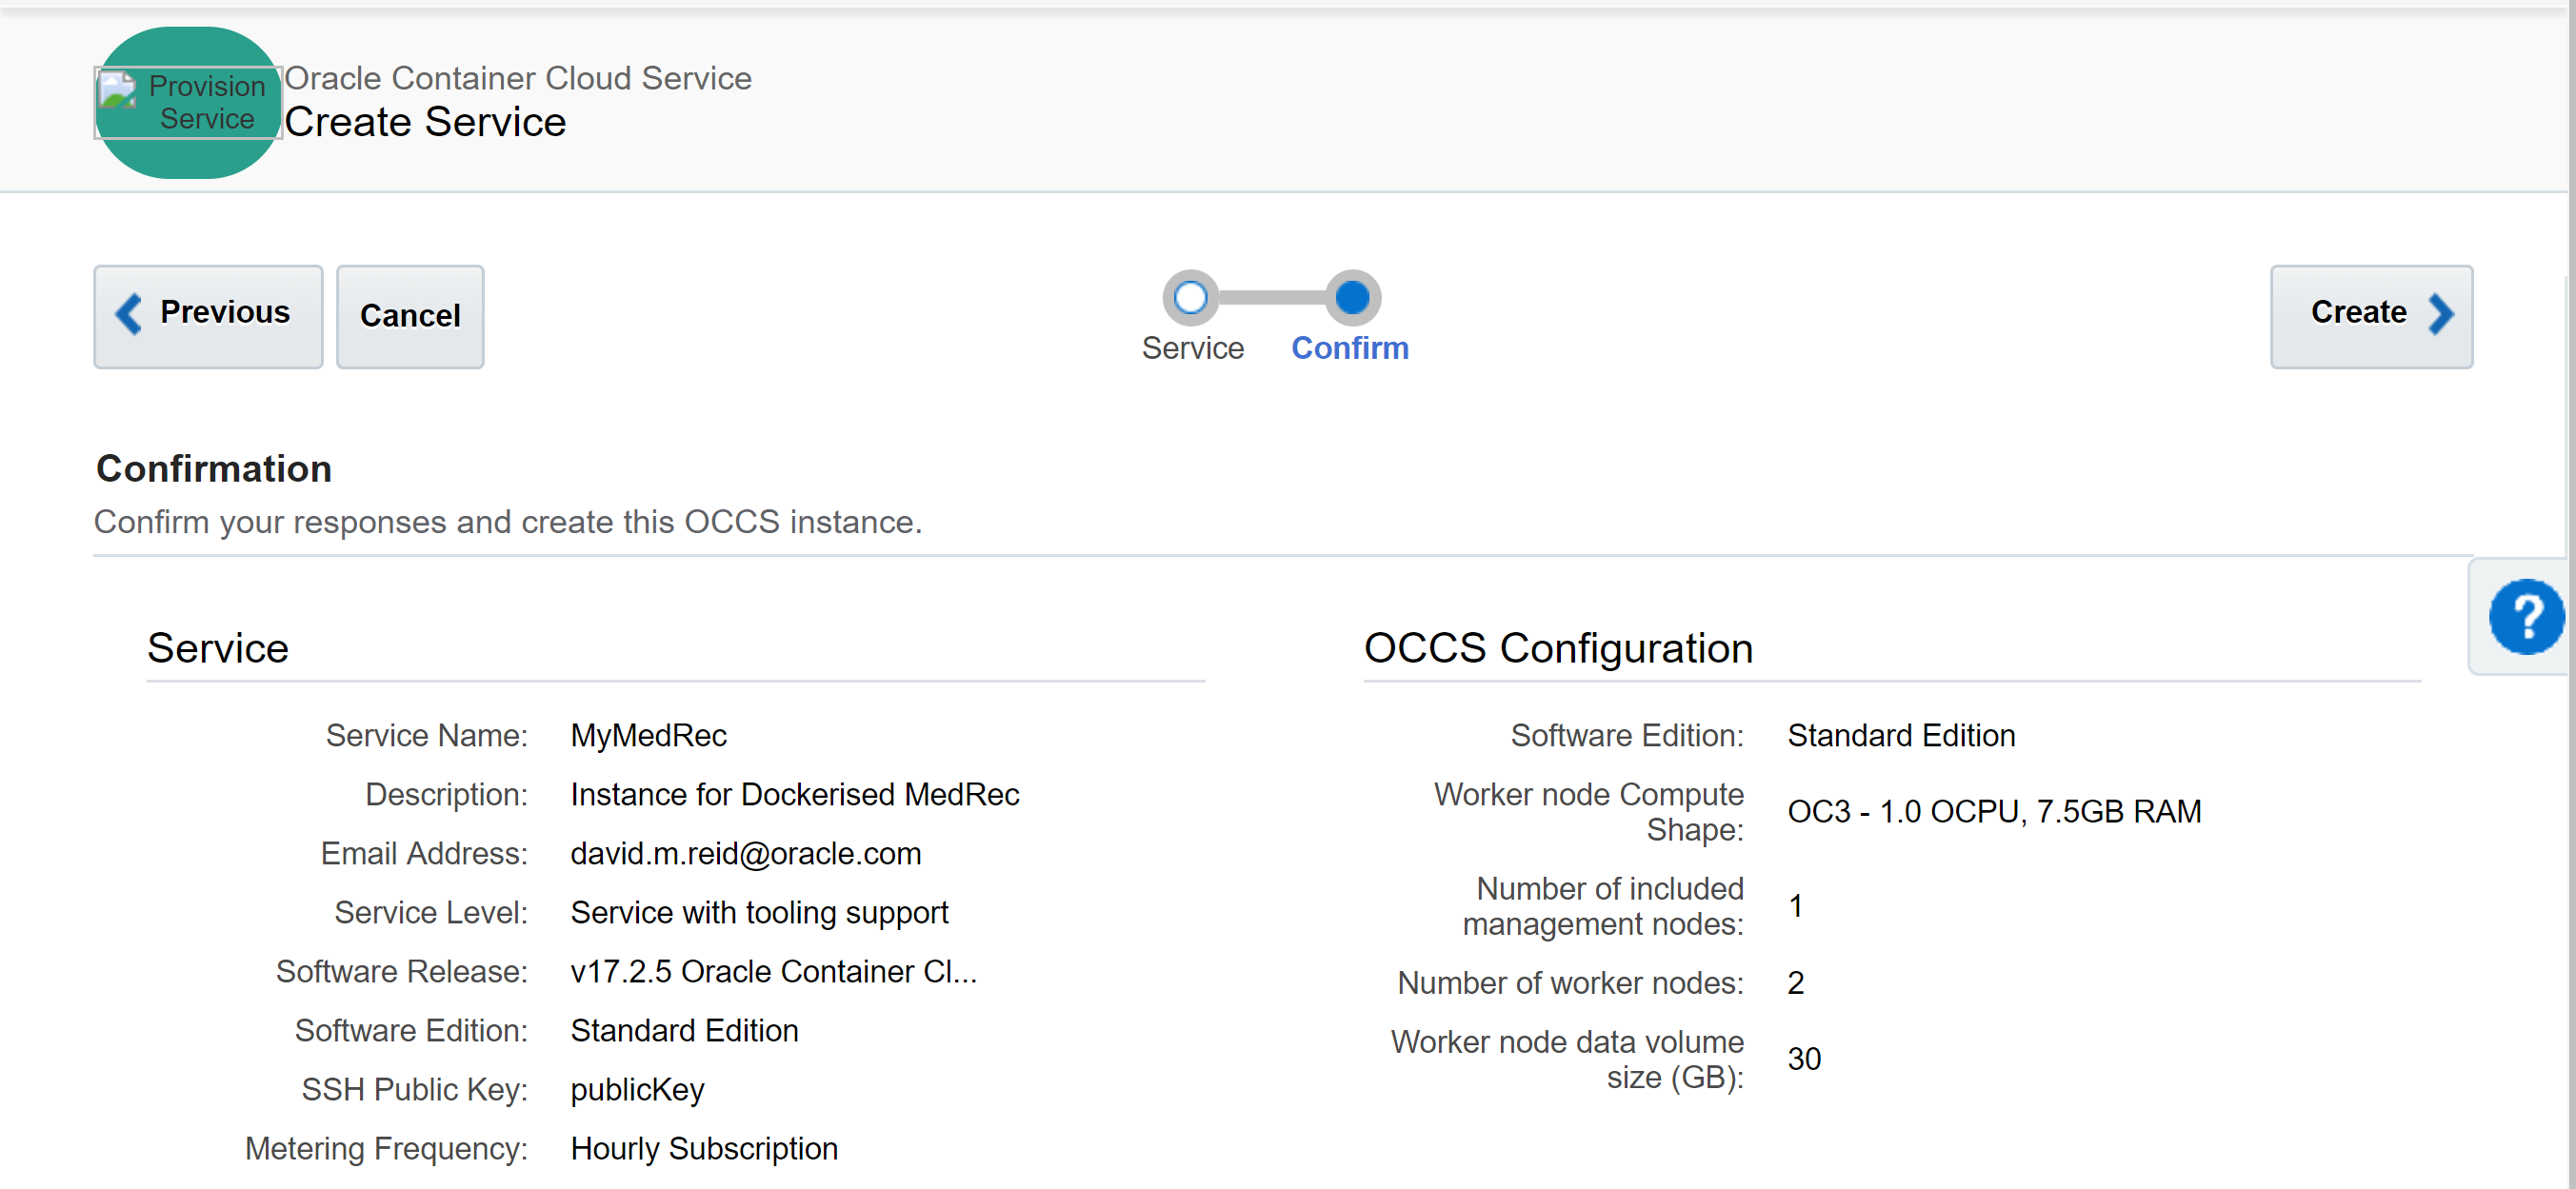 Provision
Service
Oracle Container Cloud Service
Create Service
Previous
Cancel
Service
Confirm
Create
Confirmation
Confirm your responses and create this OCCS instance.
?
Service
Service Name: MyMedRec
Description: Instance for Dockerised MedRec
Email Address: david.m.reid@oracle.com
Service Level: Service with tooling support
Software Release: v17.2.5 Oracle Container Cl...
Software Edition: Standard Edition
SSH Public Key: publicKey
Metering Frequency: Hourly Subscription
OCCS Configuration
Software Edition: Standard Edition
Worker node Compute
Shape: OC3 - 1.0 OCPU, 7.5GB RAM
Number of included
management nodes: 1
Number of worker nodes: 2
Worker node data volume
size (GB): 30